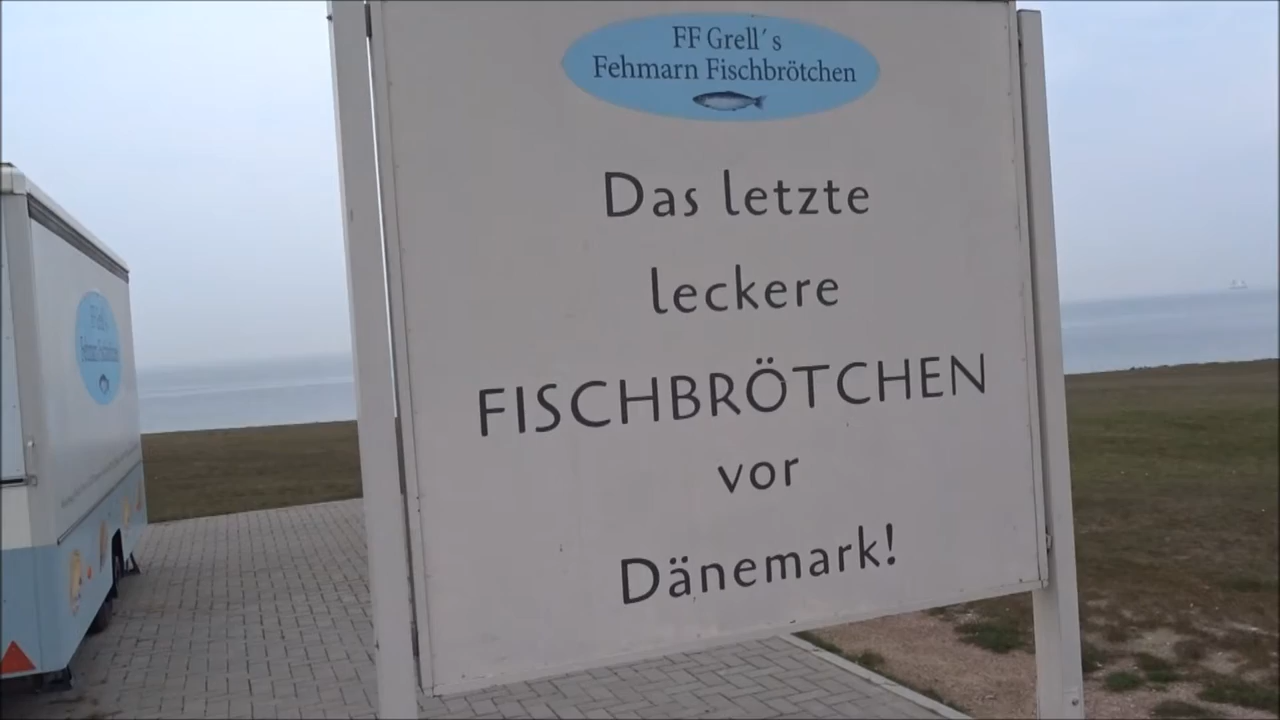 FF Grell´s
Fehmarn Fischbrötchen
Das letzte
leckere
FISCHBRÖTCHEN
vor
Dänemark!